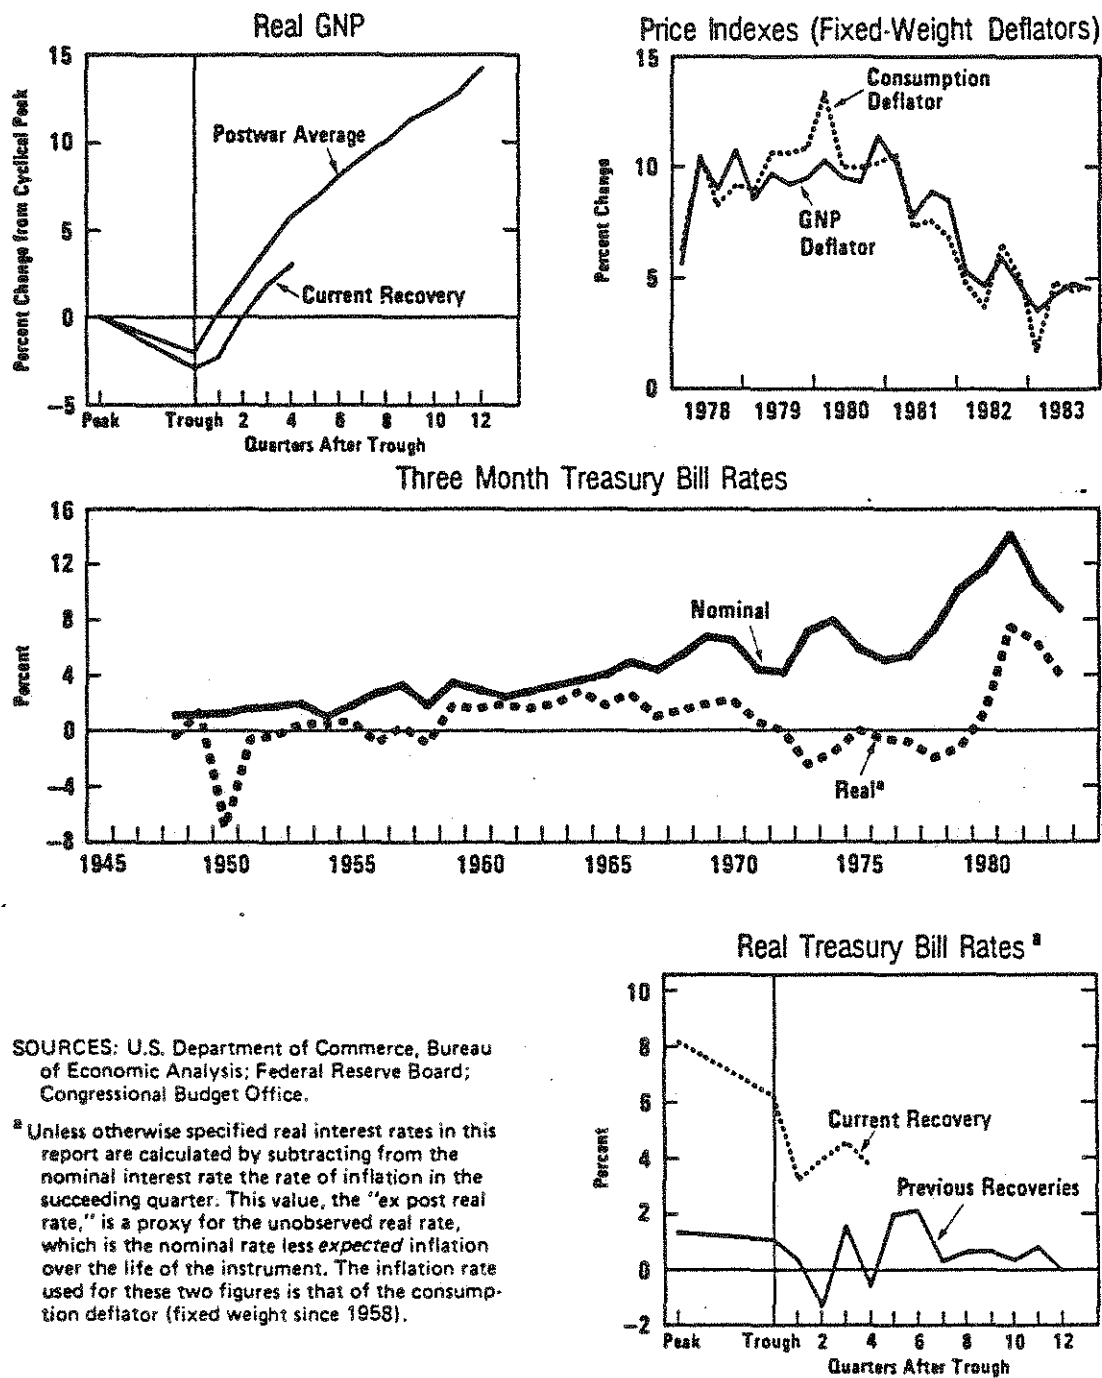 Real GNP
Percent Change from Cyclical Peak
15
10
5
0
−5
Postwar Average
Current Recovery
Peak Trough 2 4 6 8 10 12
Quarters After Trough
Price Indexes (Fixed-Weight Deflators)
Percent Change
15
10
5
0
Consumption
Deflator
GNP
Deflator
1978 1979 1980 1981 1982 1983
Three Month Treasury Bill Rates
Percent
16
12
8
4
0
−4
−8
Nominal
Realᵃ
1945 1950 1955 1960 1965 1970 1975 1980
SOURCES: U.S. Department of Commerce, Bureau
of Economic Analysis; Federal Reserve Board;
Congressional Budget Office.
ᵃ Unless otherwise specified real interest rates in this
report are calculated by subtracting from the
nominal interest rate the rate of inflation in the
succeeding quarter. This value, the "ex post real
rate," is a proxy for the unobserved real rate,
which is the nominal rate less expected inflation
over the life of the instrument. The inflation rate
used for these two figures is that of the consump-
tion deflator (fixed weight since 1958).
Real Treasury Bill Rates ᵃ
Percent
10
8
6
4
2
0
−2
Current Recovery
Previous Recoveries
Peak Trough 2 4 6 8 10 12
Quarters After Trough